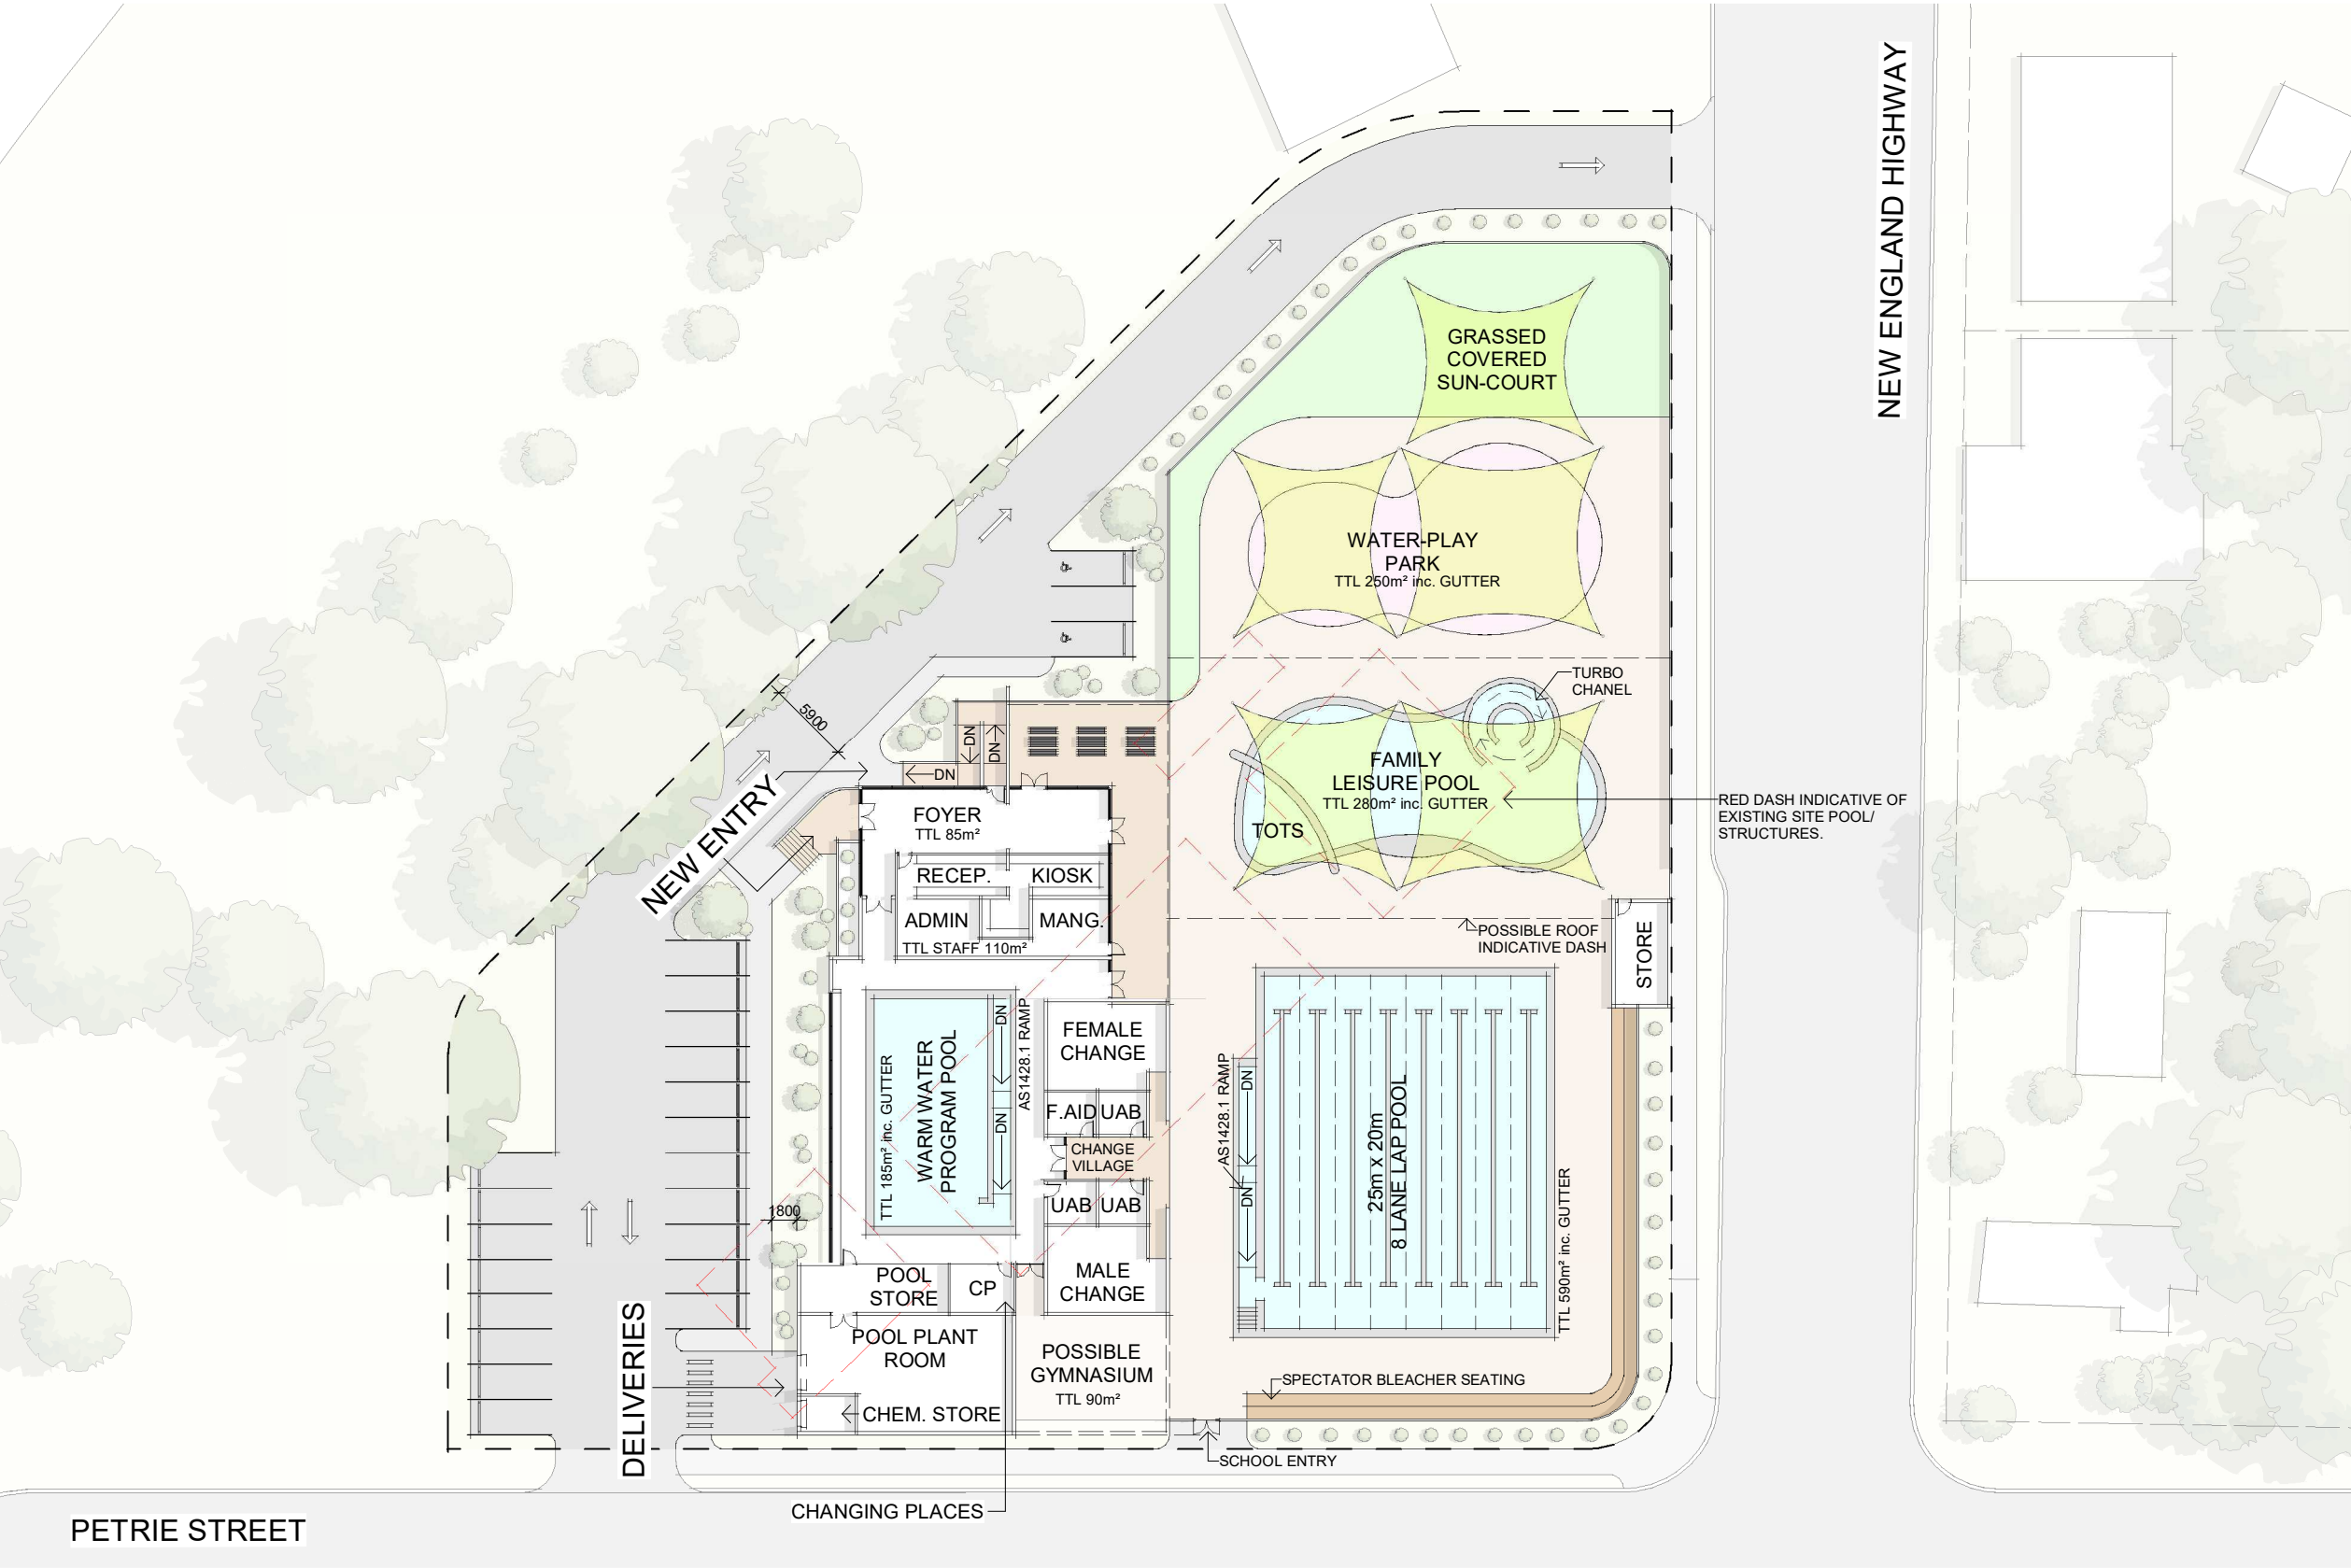 NEW ENGLAND HIGHWAY
GRASSED
COVERED
SUN-COURT
WATER-PLAY
PARK
TTL 250m² inc. GUTTER
TURBO
CHANEL
5900
DN
DN
DN
FAMILY
LEISURE POOL
TTL 280m² inc. GUTTER
TOTS
RED DASH INDICATIVE OF
EXISTING SITE POOL/
STRUCTURES.
NEW ENTRY
FOYER
TTL 85m²
RECEP.
KIOSK
ADMIN
MANG.
TTL STAFF 110m²
POSSIBLE ROOF
INDICATIVE DASH
STORE
WARM WATER
PROGRAM POOL
TTL 185m² inc. GUTTER
DN
DN
AS1428.1 RAMP
FEMALE
CHANGE
F.AID
UAB
CHANGE
VILLAGE
UAB
UAB
MALE
CHANGE
AS1428.1 RAMP
DN
DN
25m x 20m
8 LANE LAP POOL
TTL 590m² inc. GUTTER
1800
POOL
STORE
CP
POOL PLANT
ROOM
CHEM. STORE
POSSIBLE
GYMNASIUM
TTL 90m²
SPECTATOR BLEACHER SEATING
DELIVERIES
SCHOOL ENTRY
CHANGING PLACES
PETRIE STREET